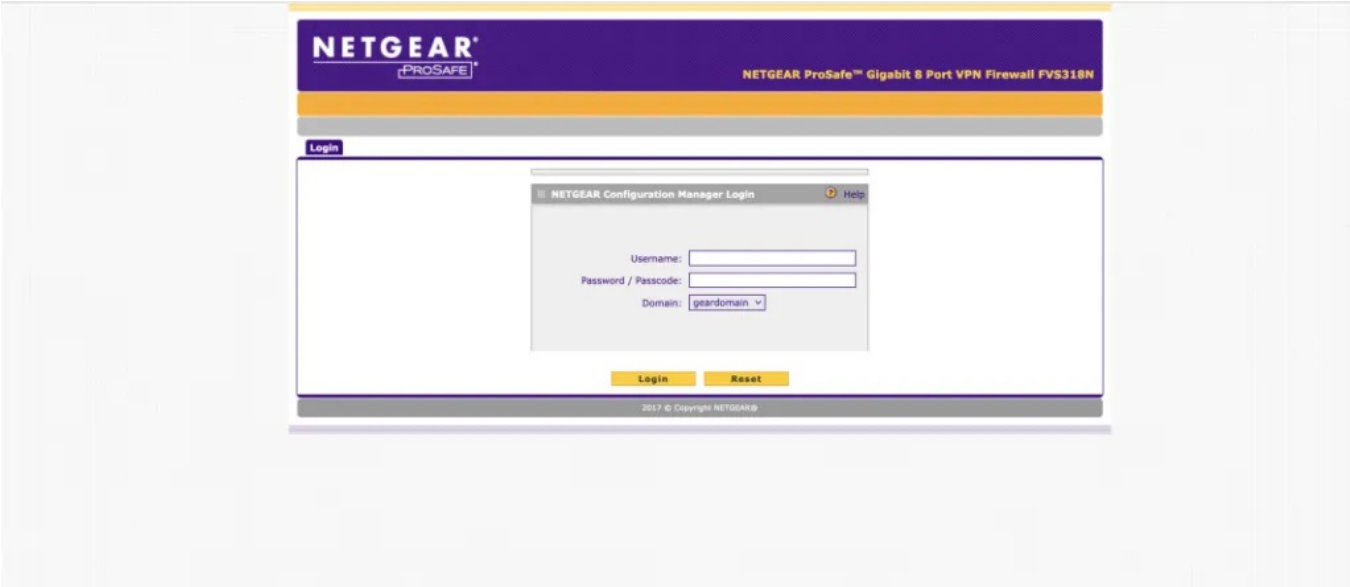 NETGEAR®
PROSAFE
NETGEAR ProSafe™ Gigabit 8 Port VPN Firewall FVS318N
Login
NETGEAR Configuration Manager Login
Help
Username:
Password / Passcode:
Domain: geardomain
Login Reset
2017 © Copyright NETGEAR®